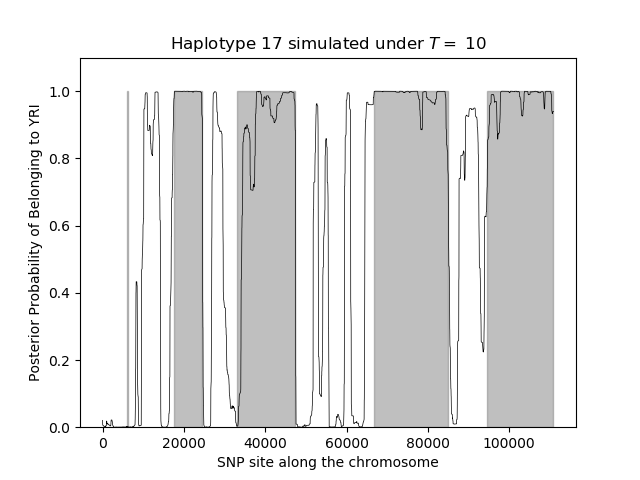 Haplotype 17 simulated under T = 10
Posterior Probability of Belonging to YRI
1.0
0.8
0.6
0.4
0.2
0.0
0 20000 40000 60000 80000 100000
SNP site along the chromosome